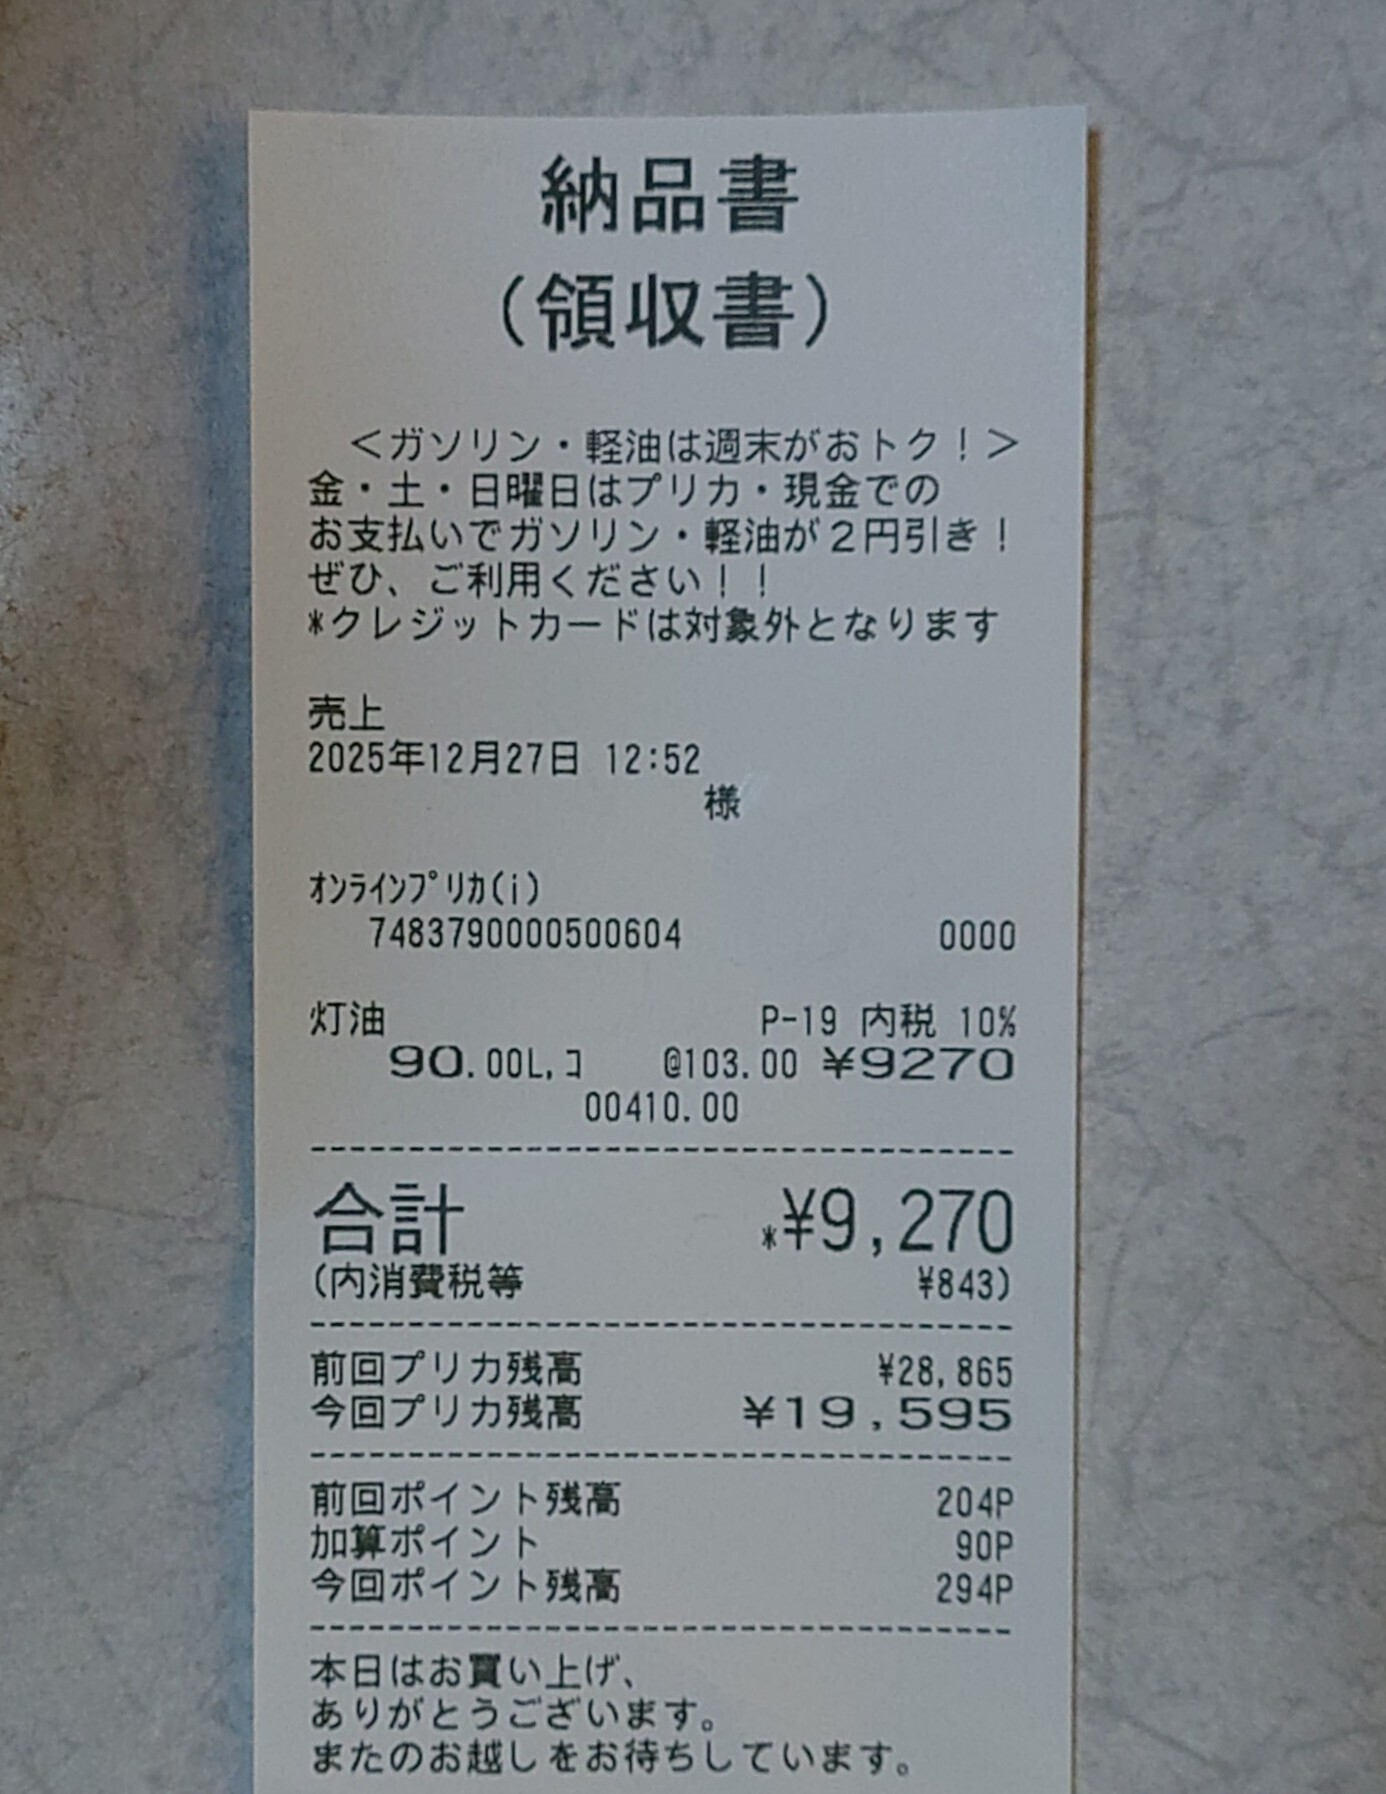 納品書
（領収書）
＜ガソリン・軽油は週末がおトク！＞
金・土・日曜日はプリカ・現金での
お支払いでガソリン・軽油が２円引き！
ぜひ、ご利用ください！！
*クレジットカードは対象外となります
売上
2025年12月27日 12:52
様
ｵﾝﾗｲﾝﾌﾟﾘｶ(i)
7483790000500604 0000
灯油 P-19 内税 10%
90.00L,ｺ @103.00 ¥9270
00410.00
合計 *¥9,270
(内消費税等 ¥843)
前回プリカ残高 ¥28,865
今回プリカ残高 ¥19,595
前回ポイント残高 204P
加算ポイント 90P
今回ポイント残高 294P
本日はお買い上げ、
ありがとうございます。
またのお越しをお待ちしています。